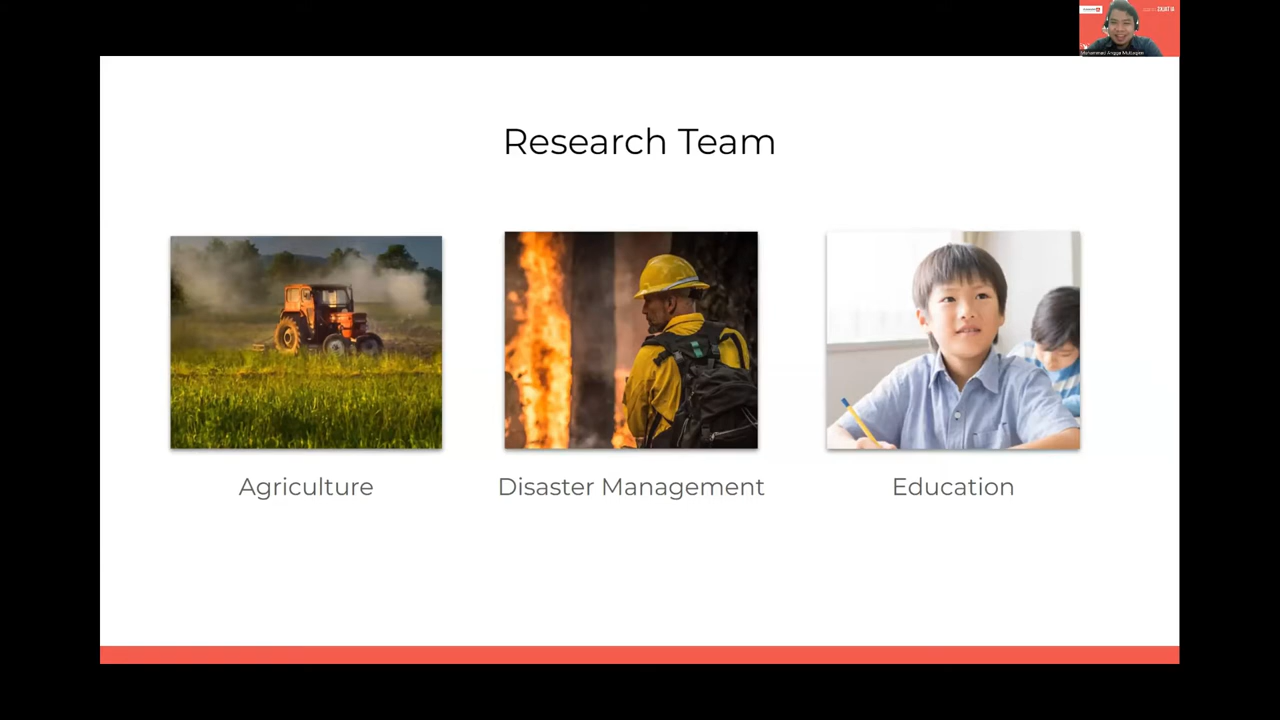 Research Team
Agriculture
Disaster Management
Education